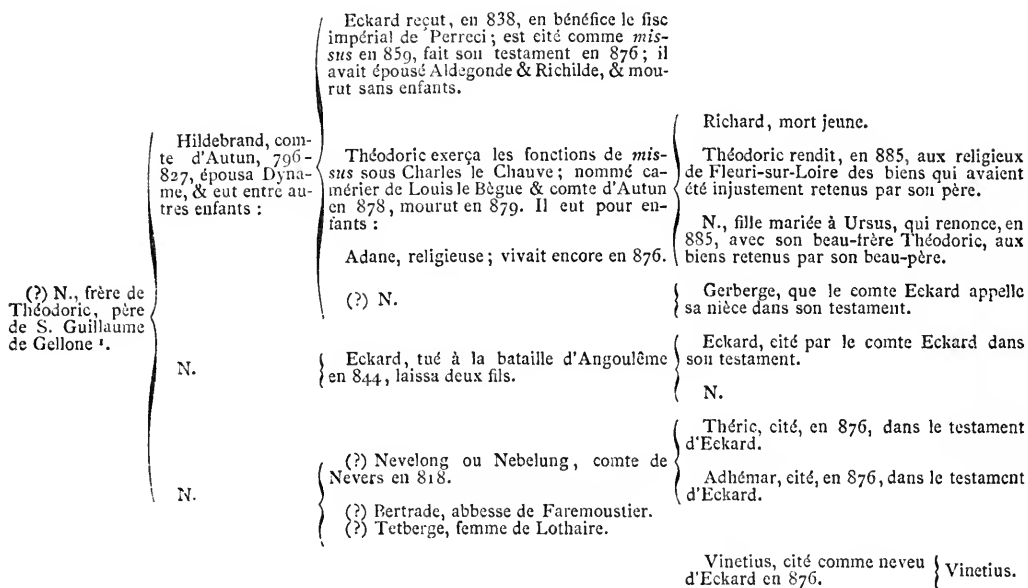 (?) N., frère de
Théodoric, père
de S. Guillaume
de Gellone ¹.
Hildebrand, com-
te d'Autun, 796-
827, épousa Dyna-
me, & eut entre au-
tres enfants :
Eckard reçut, en 838, en bénéfice le fisc
impérial de Perreci ; est cité comme mis-
sus en 859, fait son testament en 876 ; il
avait épousé Aldegonde & Richilde, & mou-
rut sans enfants.
Théodoric exerça les fonctions de mis-
sus sous Charles le Chauve ; nommé ca-
mérier de Louis le Bègue & comte d'Autun
en 878, mourut en 879. Il eut pour en-
fants :
Richard, mort jeune.
Théodoric rendit, en 885, aux religieux
de Fleuri-sur-Loire des biens qui avaient
été injustement retenus par son père.
N., fille mariée à Ursus, qui renonce, en
885, avec son beau-frère Théodoric, aux
biens retenus par son beau-père.
Adane, religieuse ; vivait encore en 876.
(?) N.
Gerberge, que le comte Eckard appelle
sa nièce dans son testament.
N.
Eckard, tué à la bataille d'Angoulême
en 844, laissa deux fils.
Eckard, cité par le comte Eckard dans
son testament.
N.
N.
(?) Nevelong ou Nebelung, comte de
Nevers en 818.
Théric, cité, en 876, dans le testament
d'Eckard.
Adhémar, cité, en 876, dans le testament
d'Eckard.
(?) Bertrade, abbesse de Faremoustier.
(?) Tetberge, femme de Lothaire.
Vinetius, cité comme neveu
d'Eckard en 876.
Vinetius.